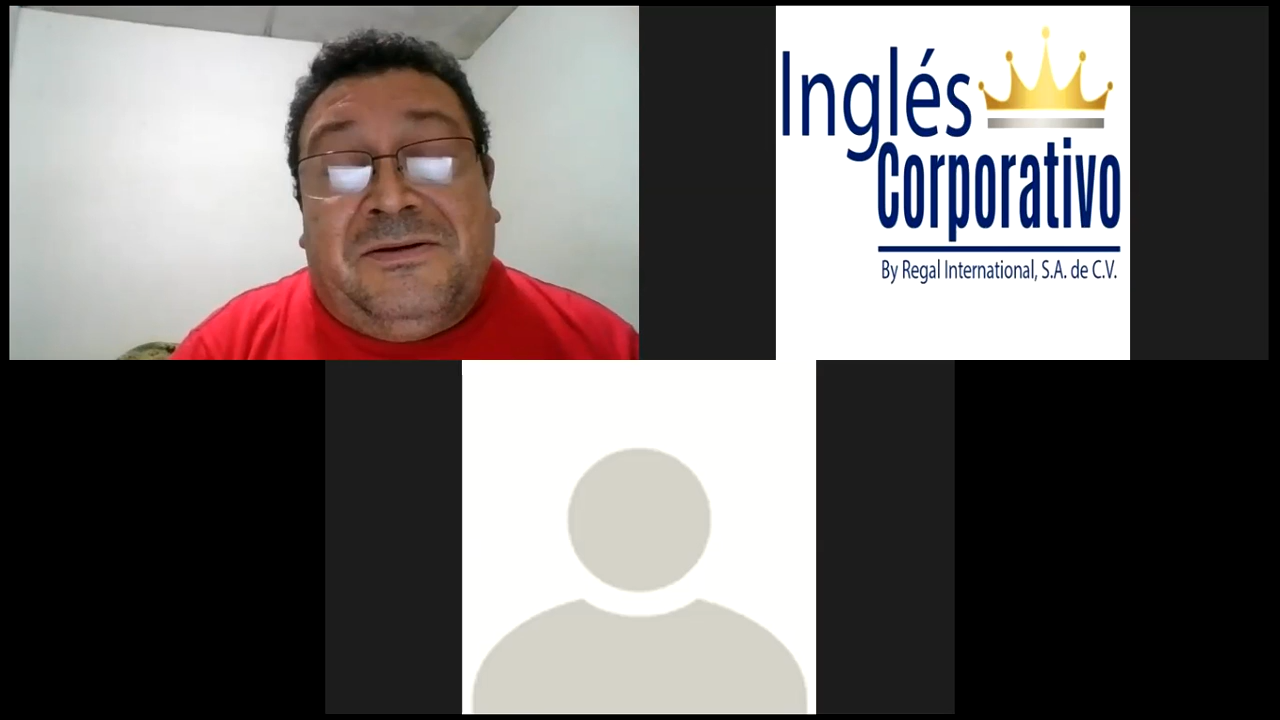 Inglés
Corporativo
By Regal International, S.A. de C.V.